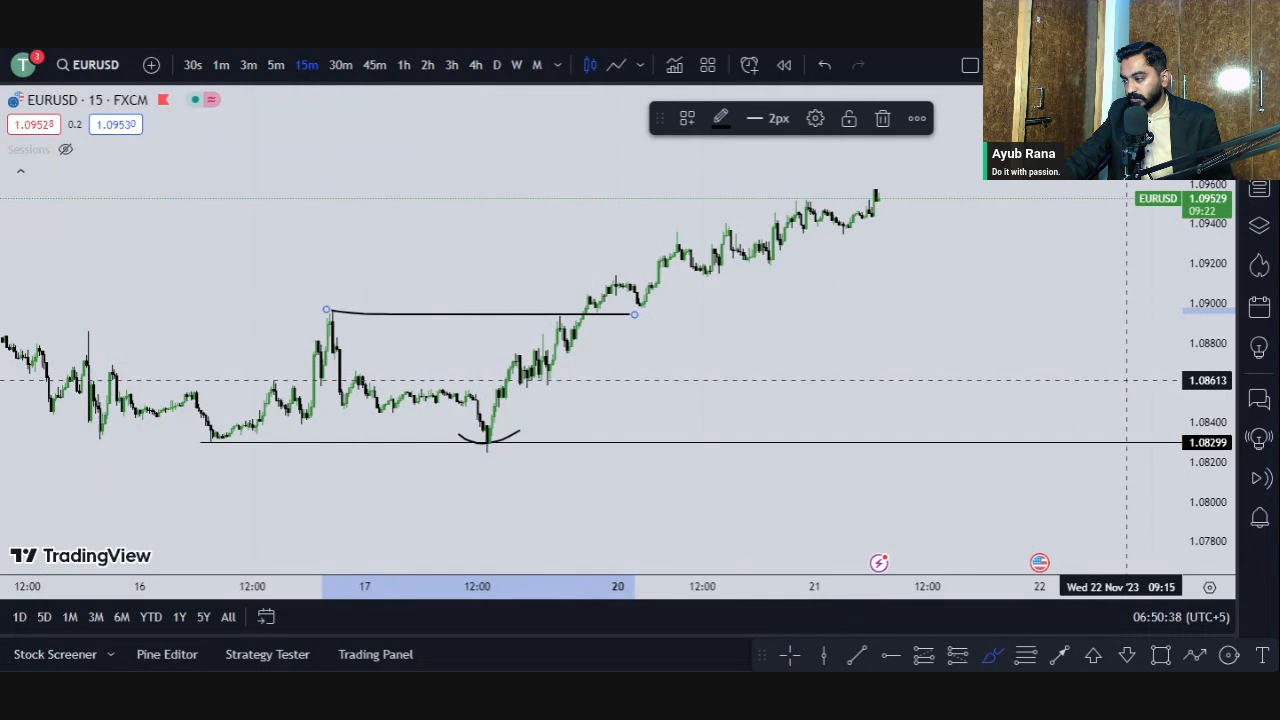 T 3 EURUSD 30s 1m 3m 5m 15m 30m 45m 1h 2h 3h 4h D W M
EURUSD · 15 · FXCM
1.09528 0.2 1.09530
Sessions
2px
Ayub Rana
Do it with passion.
1.09600
EURUSD 1.09529
09:22
1.09400
1.09200
1.09000
1.08800
1.08613
1.08400
1.08299
1.08200
1.08000
1.07800
TradingView
12:00 16 12:00 17 12:00 20 12:00 21 12:00 22 Wed 22 Nov '23 09:15
1D 5D 1M 3M 6M YTD 1Y 5Y All 06:50:38 (UTC+5)
Stock Screener Pine Editor Strategy Tester Trading Panel T